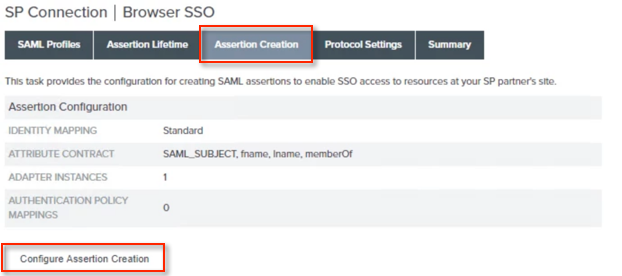 SP Connection | Browser SSO
SAML Profiles Assertion Lifetime Assertion Creation Protocol Settings Summary
This task provides the configuration for creating SAML assertions to enable SSO access to resources at your SP partner's site.
Assertion Configuration
IDENTITY MAPPING Standard
ATTRIBUTE CONTRACT SAML_SUBJECT, fname, lname, memberOf
ADAPTER INSTANCES 1
AUTHENTICATION POLICY
MAPPINGS 0
Configure Assertion Creation